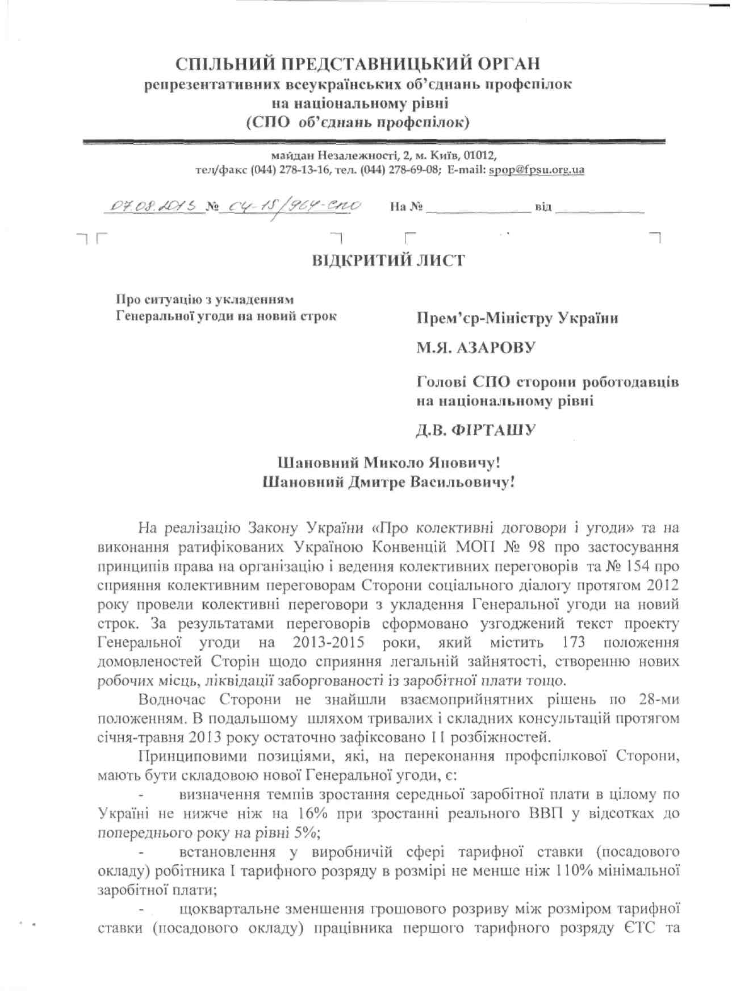 СПІЛЬНИЙ ПРЕДСТАВНИЦЬКИЙ ОРГАН
репрезентативних всеукраїнських об’єднань профспілок
на національному рівні
(СПО об’єднань профспілок)
майдан Незалежності, 2, м. Київ, 01012,
тел/факс (044) 278-13-16, тел. (044) 278-69-08; E-mail: spop@fpsu.org.ua
07.08.2013 № 04-15/964-спо На № ______ від ______
ВІДКРИТИЙ ЛИСТ
Про ситуацію з укладенням
Генеральної угоди на новий строк
Прем’єр-Міністру України
М.Я. АЗАРОВУ
Голові СПО сторони роботодавців
на національному рівні
Д.В. ФІРТАШУ
Шановний Миколо Яновичу!
Шановний Дмитре Васильовичу!
На реалізацію Закону України «Про колективні договори і угоди» та на
виконання ратифікованих Україною Конвенцій МОП № 98 про застосування
принципів права на організацію і ведення колективних переговорів та № 154 про
сприяння колективним переговорам Сторони соціального діалогу протягом 2012
року провели колективні переговори з укладення Генеральної угоди на новий
строк. За результатами переговорів сформовано узгоджений текст проекту
Генеральної угоди на 2013-2015 роки, який містить 173 положення
домовленостей Сторін щодо сприяння легальній зайнятості, створенню нових
робочих місць, ліквідації заборгованості із заробітної плати тощо.
Водночас Сторони не знайшли взаємоприйнятних рішень по 28-ми
положенням. В подальшому шляхом тривалих і складних консультацій протягом
січня-травня 2013 року остаточно зафіксовано 11 розбіжностей.
Принциповими позиціями, які, на переконання профспілкової Сторони,
мають бути складовою нової Генеральної угоди, є:
- визначення темпів зростання середньої заробітної плати в цілому по
Україні не нижче ніж на 16% при зростанні реального ВВП у відсотках до
попереднього року на рівні 5%;
- встановлення у виробничій сфері тарифної ставки (посадового
окладу) робітника І тарифного розряду в розмірі не менше ніж 110% мінімальної
заробітної плати;
- щоквартальне зменшення грошового розриву між розміром тарифної
ставки (посадового окладу) працівника першого тарифного розряду ЄТС та